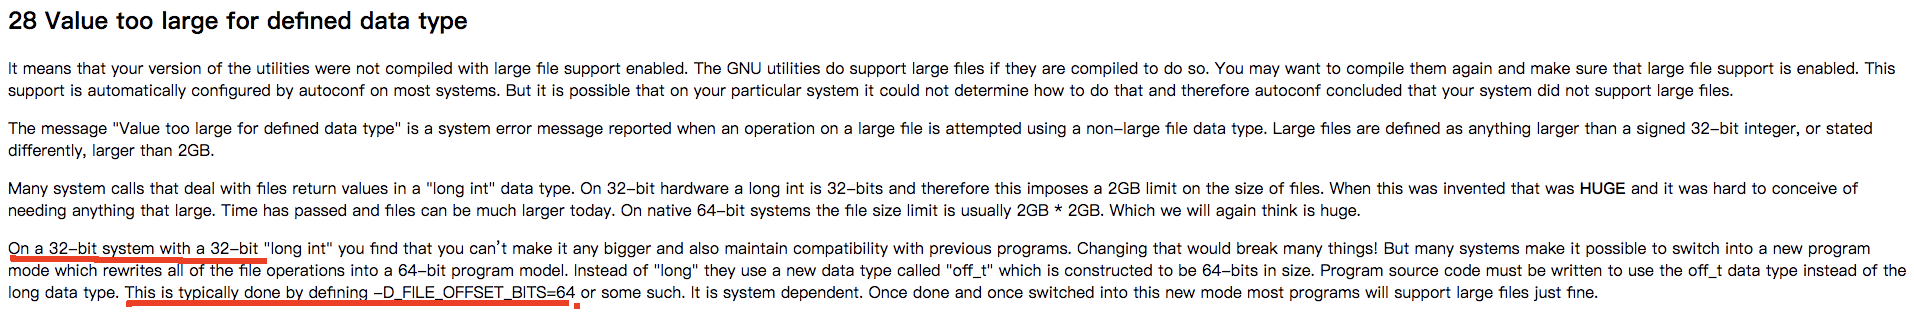 28 Value too large for defined data type
It means that your version of the utilities were not compiled with large file support enabled. The GNU utilities do support large files if they are compiled to do so. You may want to compile them again and make sure that large file support is enabled. This
support is automatically configured by autoconf on most systems. But it is possible that on your particular system it could not determine how to do that and therefore autoconf concluded that your system did not support large files.
The message "Value too large for defined data type" is a system error message reported when an operation on a large file is attempted using a non-large file data type. Large files are defined as anything larger than a signed 32-bit integer, or stated
differently, larger than 2GB.
Many system calls that deal with files return values in a "long int" data type. On 32-bit hardware a long int is 32-bits and therefore this imposes a 2GB limit on the size of files. When this was invented that was HUGE and it was hard to conceive of
needing anything that large. Time has passed and files can be much larger today. On native 64-bit systems the file size limit is usually 2GB * 2GB. Which we will again think is huge.
On a 32-bit system with a 32-bit "long int" you find that you can't make it any bigger and also maintain compatibility with previous programs. Changing that would break many things! But many systems make it possible to switch into a new program
mode which rewrites all of the file operations into a 64-bit program model. Instead of "long" they use a new data type called "off_t" which is constructed to be 64-bits in size. Program source code must be written to use the off_t data type instead of the
long data type. This is typically done by defining -D_FILE_OFFSET_BITS=64 or some such. It is system dependent. Once done and once switched into this new mode most programs will support large files just fine.